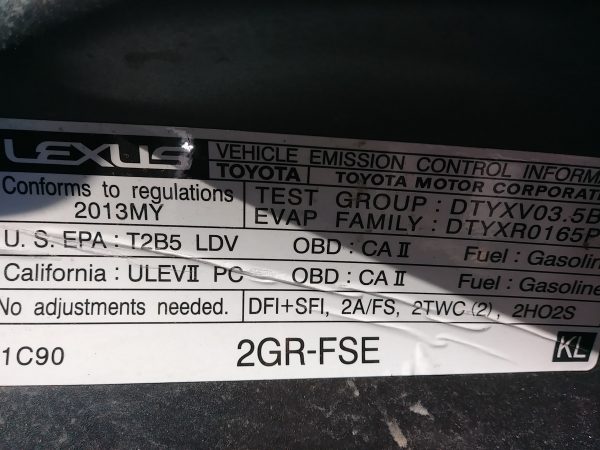 LEXUS VEHICLE EMISSION CONTROL INFORM
TOYOTA TOYOTA MOTOR CORPORAT
Conforms to regulations
2013MY
TEST GROUP : DTYXV03.5B
EVAP FAMILY : DTYXR0165P
U. S. EPA : T2B5 LDV OBD : CA II Fuel : Gasoline
California : ULEVII PC OBD : CA II Fuel : Gasoline
No adjustments needed. DFI+SFI, 2A/FS, 2TWC (2), 2HO2S
1C90 2GR-FSE KL